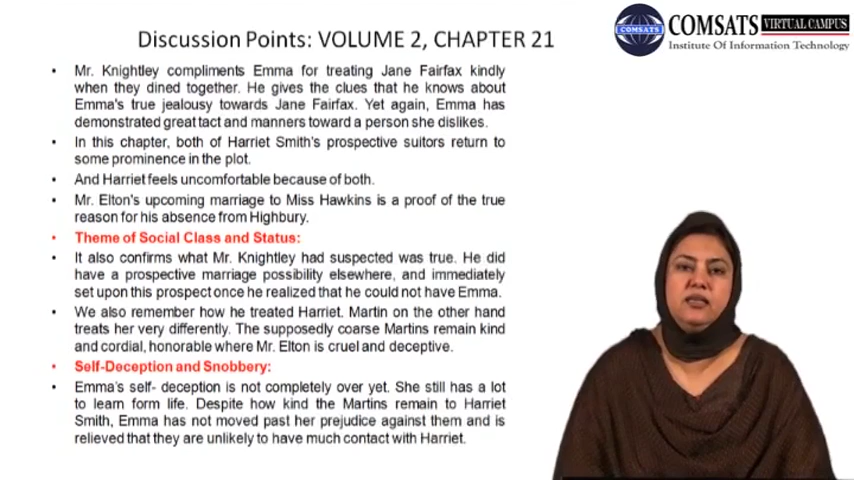 Discussion Points: VOLUME 2, CHAPTER 21
COMSATS
COMSATS VIRTUAL CAMPUS
Institute Of Information Technology
• Mr. Knightley compliments Emma for treating Jane Fairfax kindly
when they dined together. He gives the clues that he knows about
Emma's true jealousy towards Jane Fairfax. Yet again, Emma has
demonstrated great tact and manners toward a person she dislikes.
• In this chapter, both of Harriet Smith's prospective suitors return to
some prominence in the plot.
• And Harriet feels uncomfortable because of both.
• Mr. Elton's upcoming marriage to Miss Hawkins is a proof of the true
reason for his absence from Highbury.
• Theme of Social Class and Status:
• It also confirms what Mr. Knightley had suspected was true. He did
have a prospective marriage possibility elsewhere, and immediately
set upon this prospect once he realized that he could not have Emma.
• We also remember how he treated Harriet. Martin on the other hand
treats her very differently. The supposedly coarse Martins remain kind
and cordial, honorable where Mr. Elton is cruel and deceptive.
• Self-Deception and Snobbery:
• Emma's self- deception is not completely over yet. She still has a lot
to learn form life. Despite how kind the Martins remain to Harriet
Smith, Emma has not moved past her prejudice against them and is
relieved that they are unlikely to have much contact with Harriet.